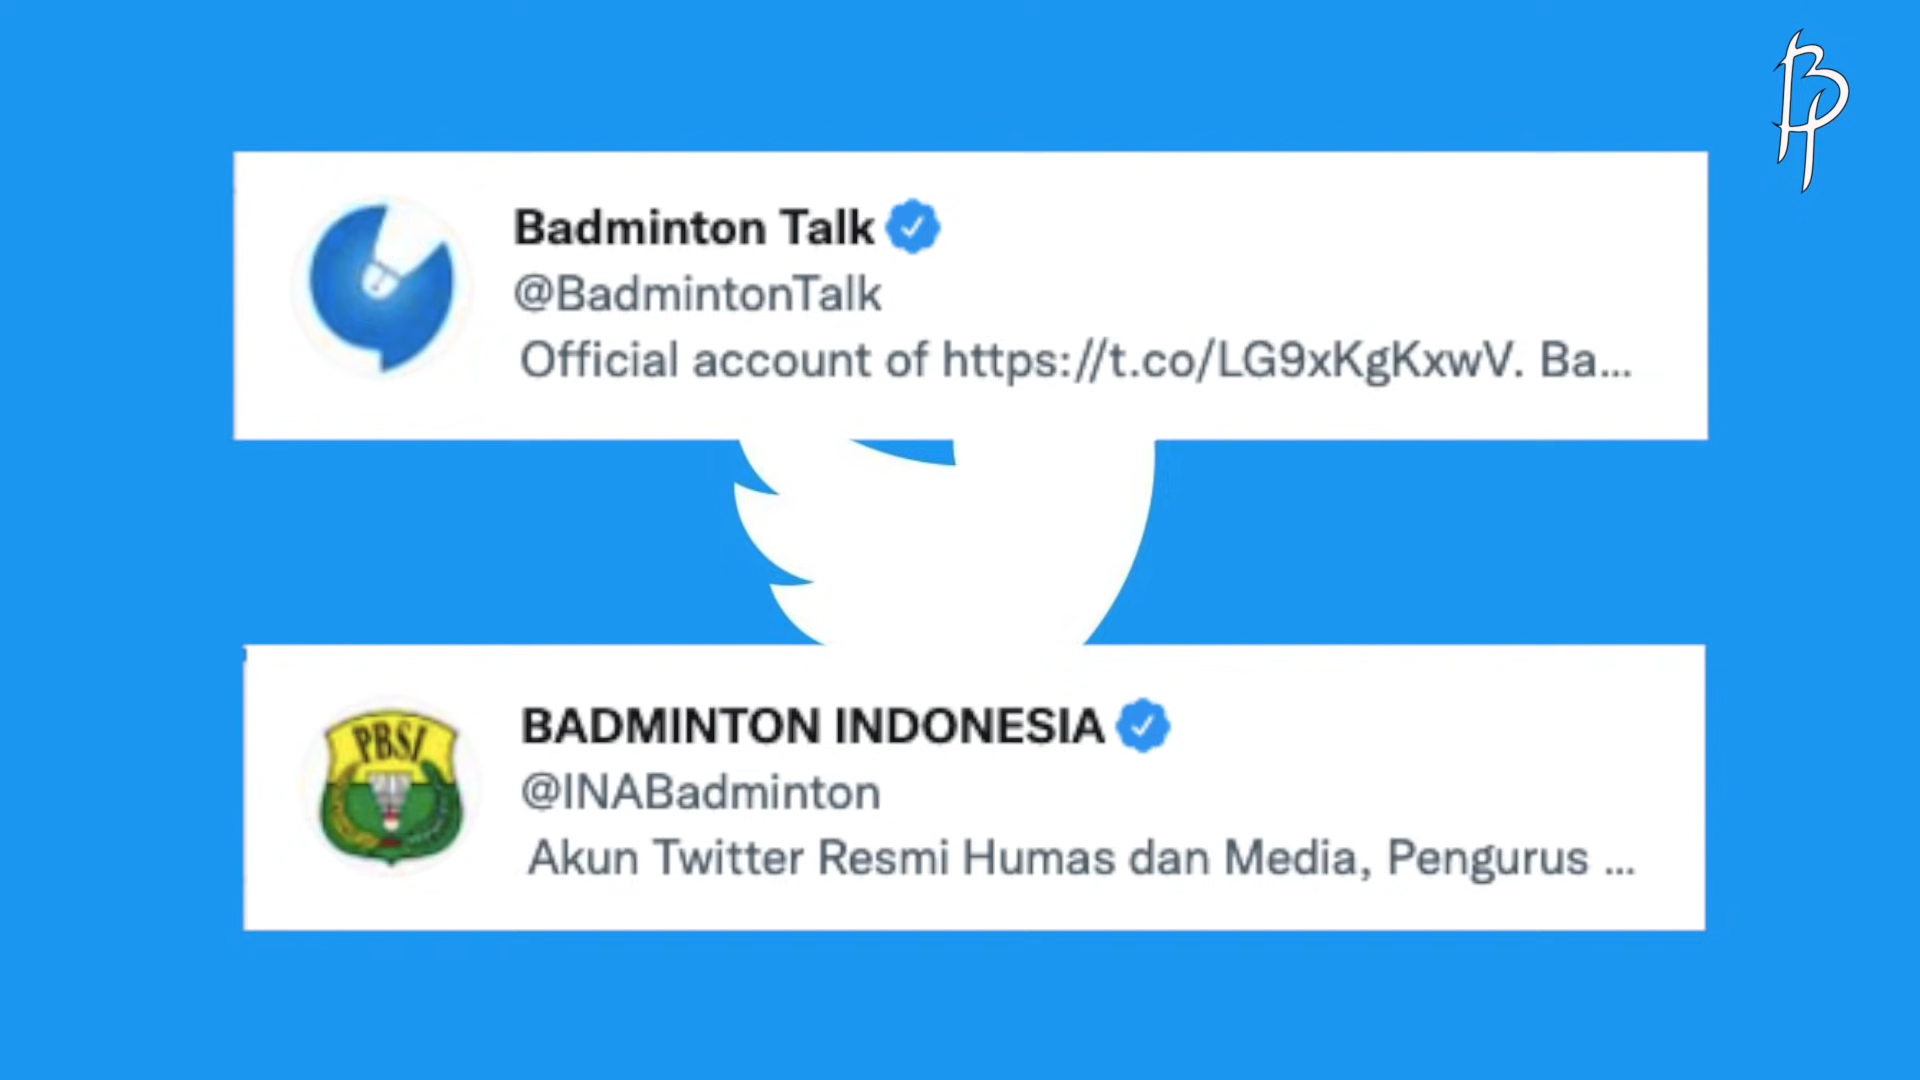 BP
Badminton Talk
@BadmintonTalk
Official account of https://t.co/LG9xKgKxwV. Ba...
PBSI
BADMINTON INDONESIA
@INABadminton
Akun Twitter Resmi Humas dan Media, Pengurus ...